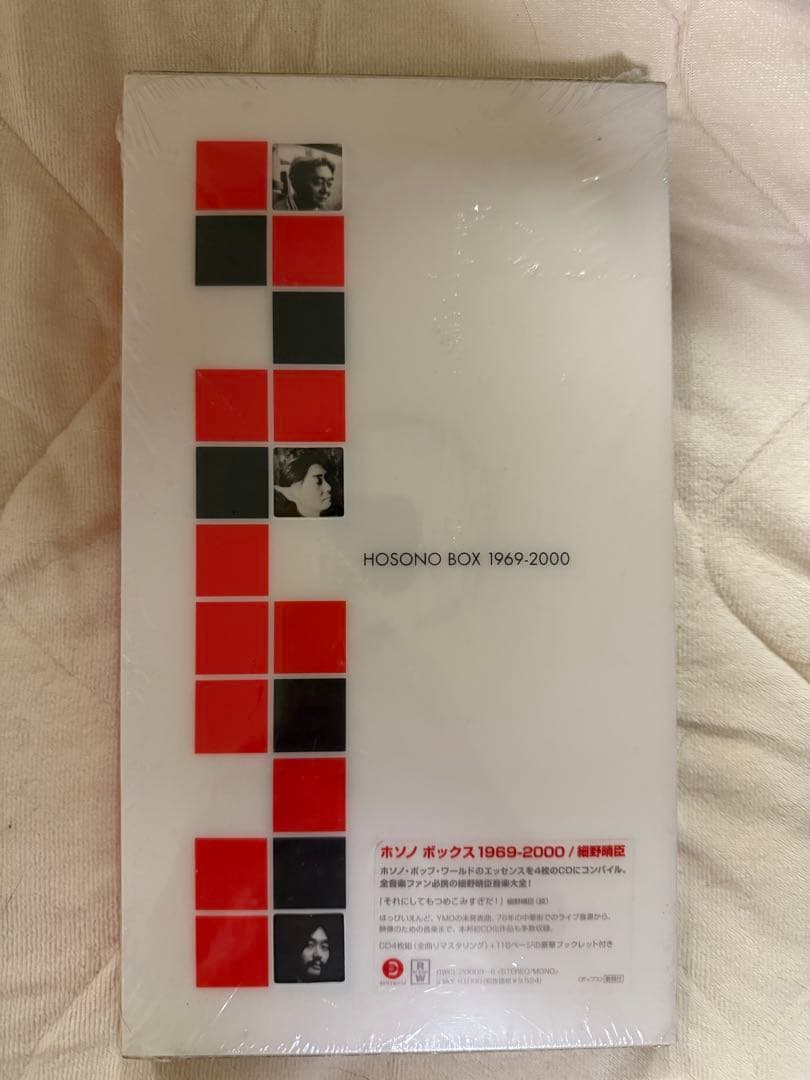 HOSONO BOX 1969-2000
ホソノ ボックス1969-2000 / 細野晴臣
ホソノ・ポップ・ワールドのエッセンスを4枚のCDにコンパイル。
全音楽ファン必携の細野晴臣音楽大全!
「それにしてもつめこみすぎだ!」細野晴臣(談)
はっぴいえんど、YMOの未発表曲、76年の中華街でのライブ音源から、
映像のための音楽まで、本邦初CD化作品も多数収録。
CD4枚組(全曲リマスタリング)+116ページの豪華ブックレット付き
R
W
<STEREO/MONO>